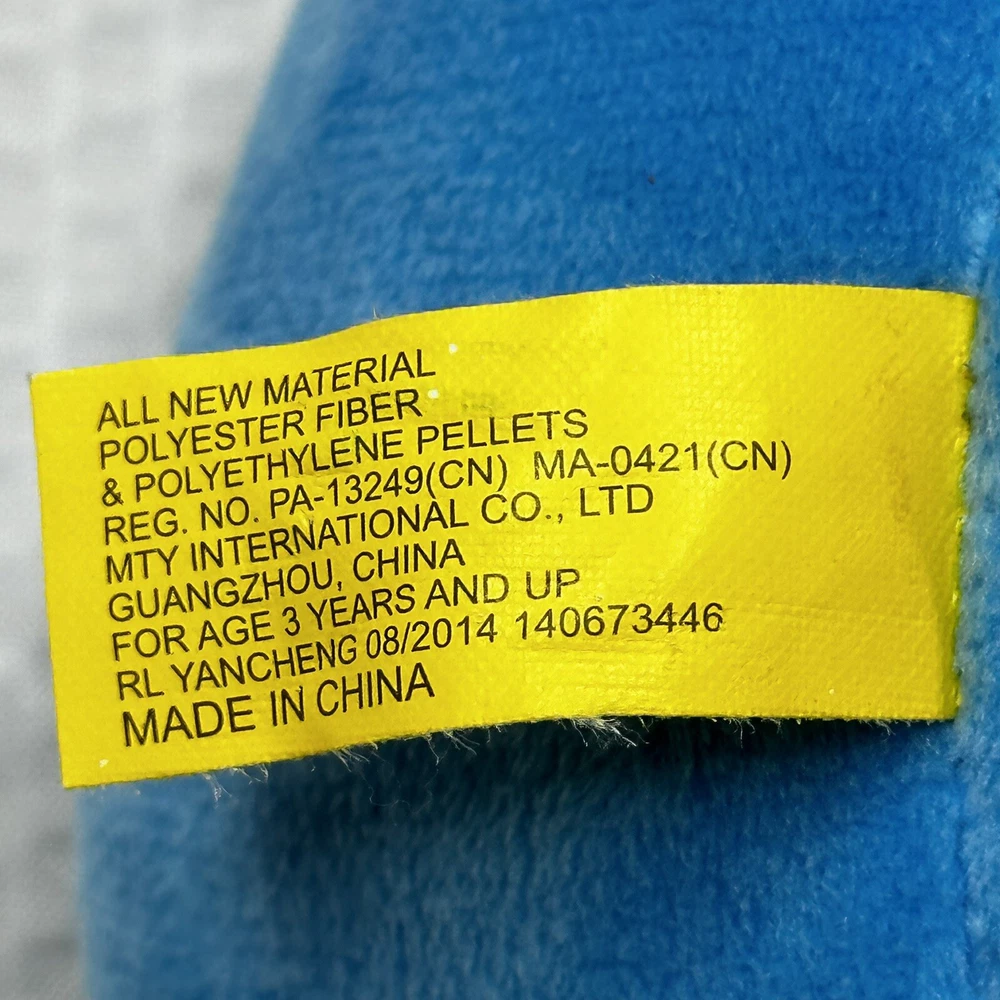 ALL NEW MATERIAL
POLYESTER FIBER
& POLYETHYLENE PELLETS
REG. NO. PA-13249(CN) MA-0421(CN)
MTY INTERNATIONAL CO., LTD
GUANGZHOU, CHINA
FOR AGE 3 YEARS AND UP
RL YANCHENG 08/2014 140673446
MADE IN CHINA